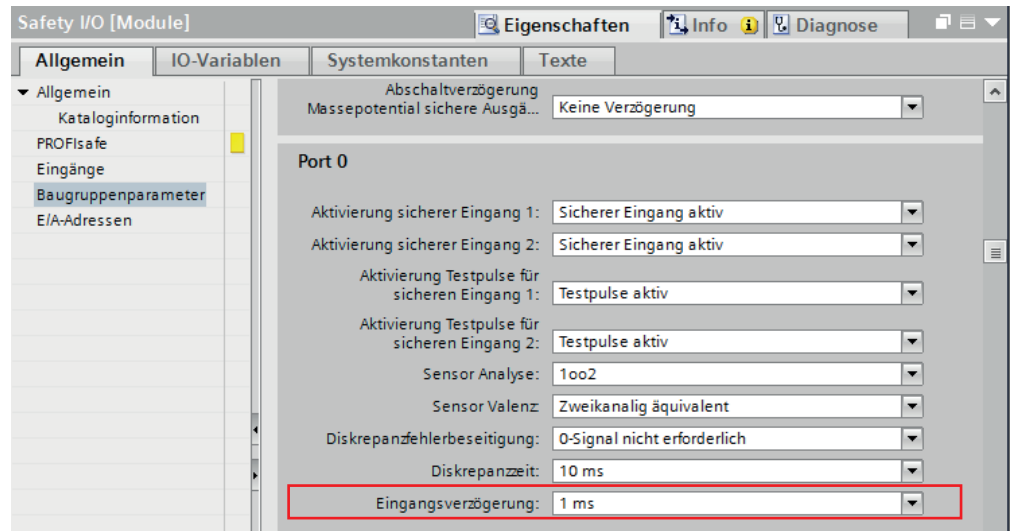 Safety I/O [Module]
Eigenschaften
Info
Diagnose
Allgemein
IO-Variablen
Systemkonstanten
Texte
Allgemein
Kataloginformation
PROFIsafe
Eingänge
Baugruppenparameter
E/A-Adressen
Abschaltverzögerung
Massepotential sichere Ausgä... Keine Verzögerung
Port 0
Aktivierung sicherer Eingang 1: Sicherer Eingang aktiv
Aktivierung sicherer Eingang 2: Sicherer Eingang aktiv
Aktivierung Testpulse für
sicheren Eingang 1: Testpulse aktiv
Aktivierung Testpulse für
sicheren Eingang 2: Testpulse aktiv
Sensor Analyse: 1oo2
Sensor Valenz: Zweikanalig äquivalent
Diskrepanzfehlerbeseitigung: 0-Signal nicht erforderlich
Diskrepanzzeit: 10 ms
Eingangsverzögerung: 1 ms